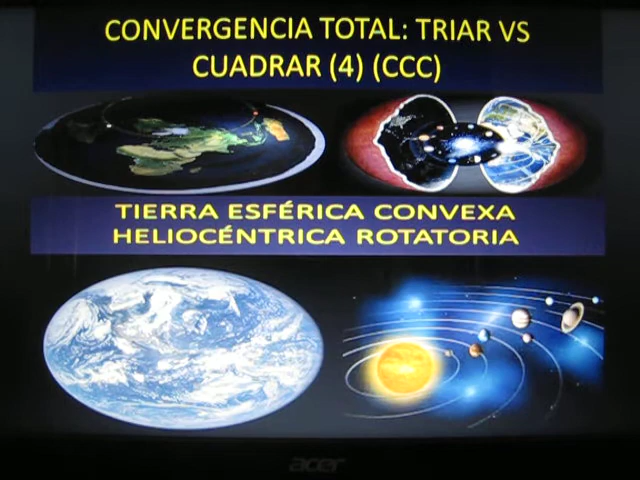 CONVERGENCIA TOTAL: TRIAR VS
CUADRAR (4) (CCC)
TIERRA ESFÉRICA CONVEXA
HELIOCÉNTRICA ROTATORIA
acer